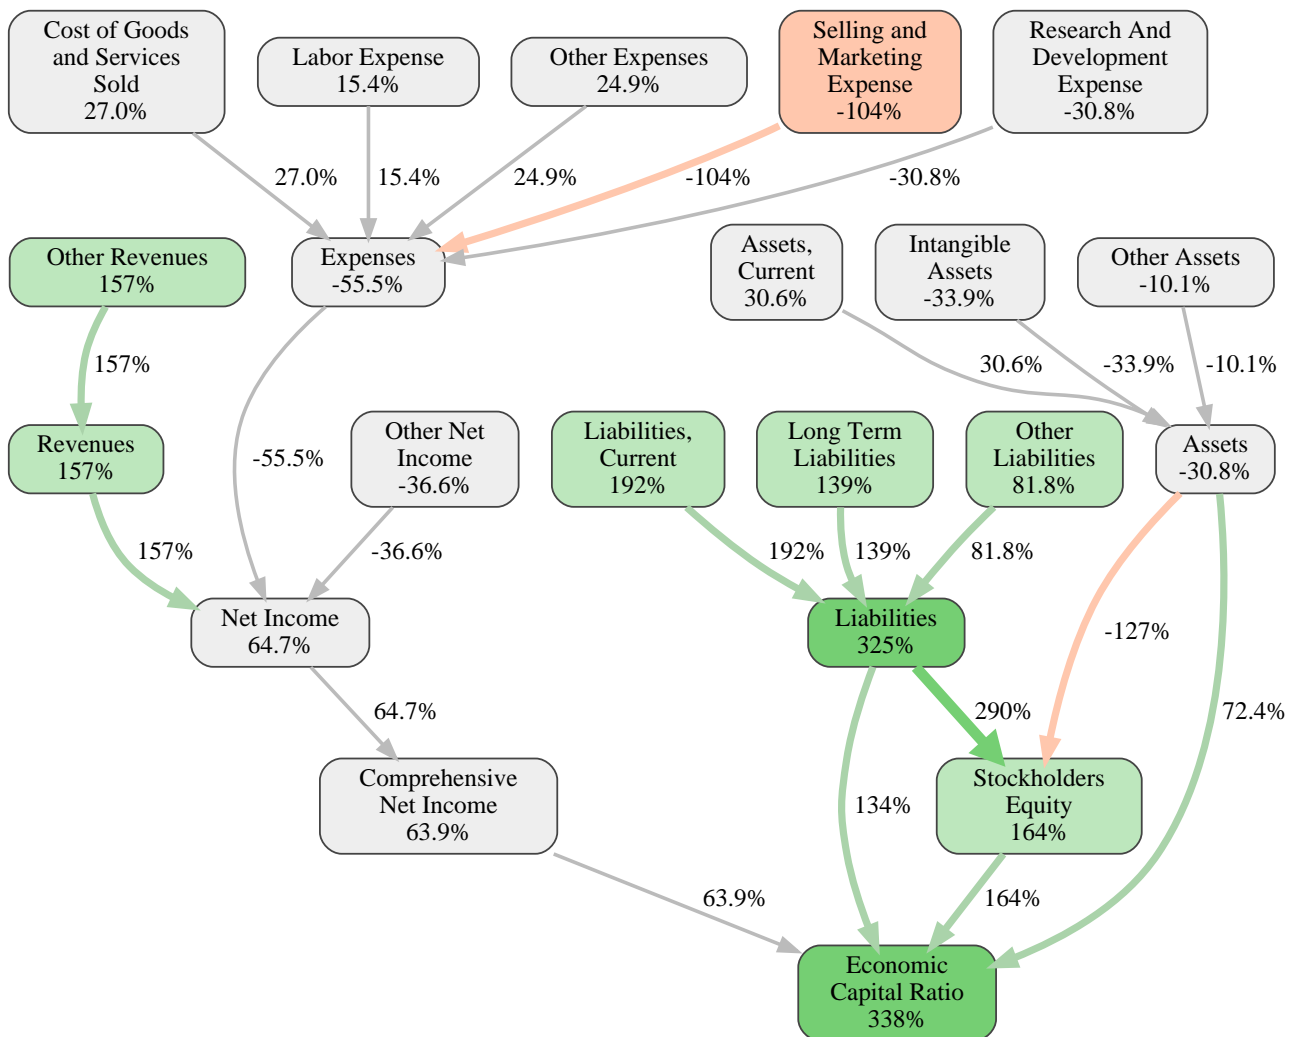 Cost of Goods
and Services
Sold
27.0%
Labor Expense
15.4%
Other Expenses
24.9%
Selling and
Marketing
Expense
-104%
Research And
Development
Expense
-30.8%
27.0%
15.4%
24.9%
-104%
-30.8%
Other Revenues
157%
Expenses
-55.5%
Assets,
Current
30.6%
Intangible
Assets
-33.9%
Other Assets
-10.1%
157%
30.6%
-33.9%
-10.1%
Revenues
157%
-55.5%
Other Net
Income
-36.6%
Liabilities,
Current
192%
Long Term
Liabilities
139%
Other
Liabilities
81.8%
Assets
-30.8%
157%
-36.6%
192%
139%
81.8%
Net Income
64.7%
Liabilities
325%
-127%
64.7%
290%
72.4%
Comprehensive
Net Income
63.9%
134%
Stockholders
Equity
164%
63.9%
164%
Economic
Capital Ratio
338%